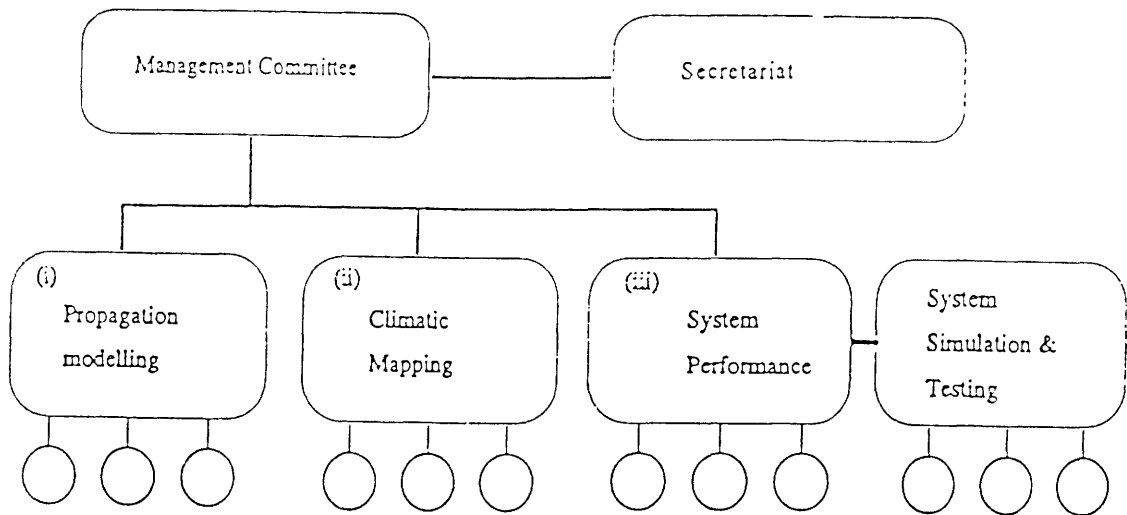 Management Committee
Secretariat
(i)
Propagation
modelling
(ii)
Climatic
Mapping
(iii)
System
Performance
System
Simulation &
Testing